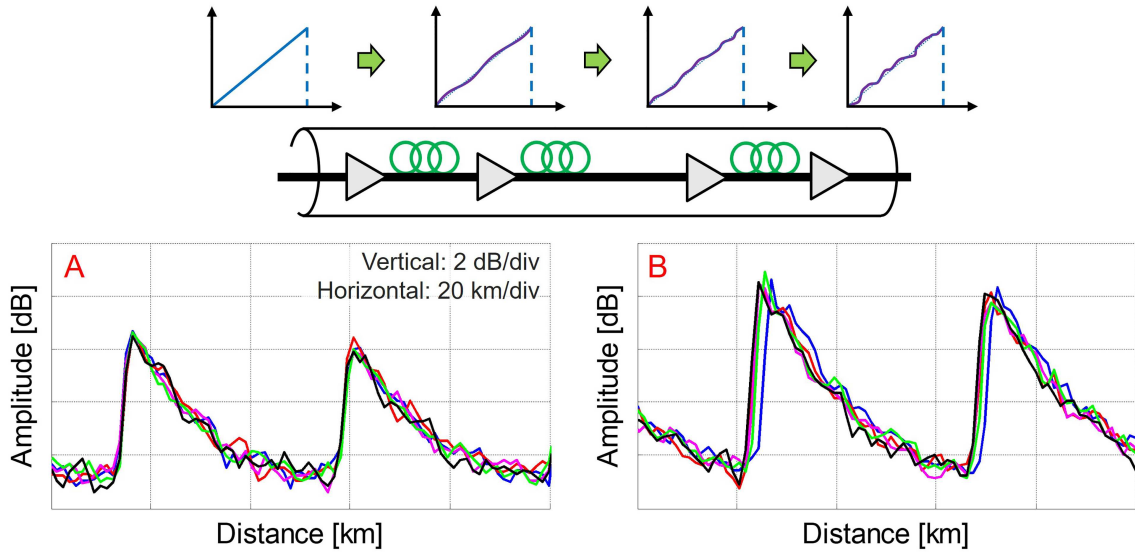 A
Vertical: 2 dB/div
Horizontal: 20 km/div
Amplitude [dB]
Distance [km]
B
Amplitude [dB]
Distance [km]